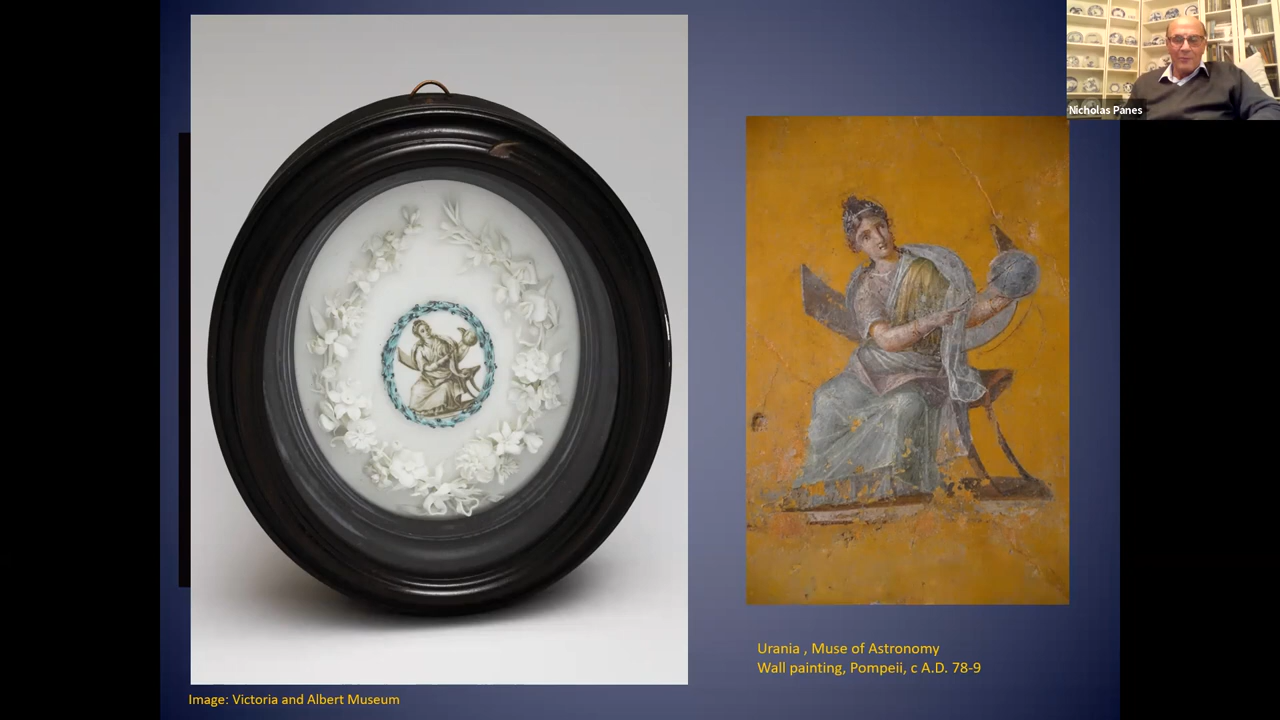 Nicholas Panes
Urania , Muse of Astronomy
Wall painting, Pompeii, c A.D. 78-9
Image: Victoria and Albert Museum